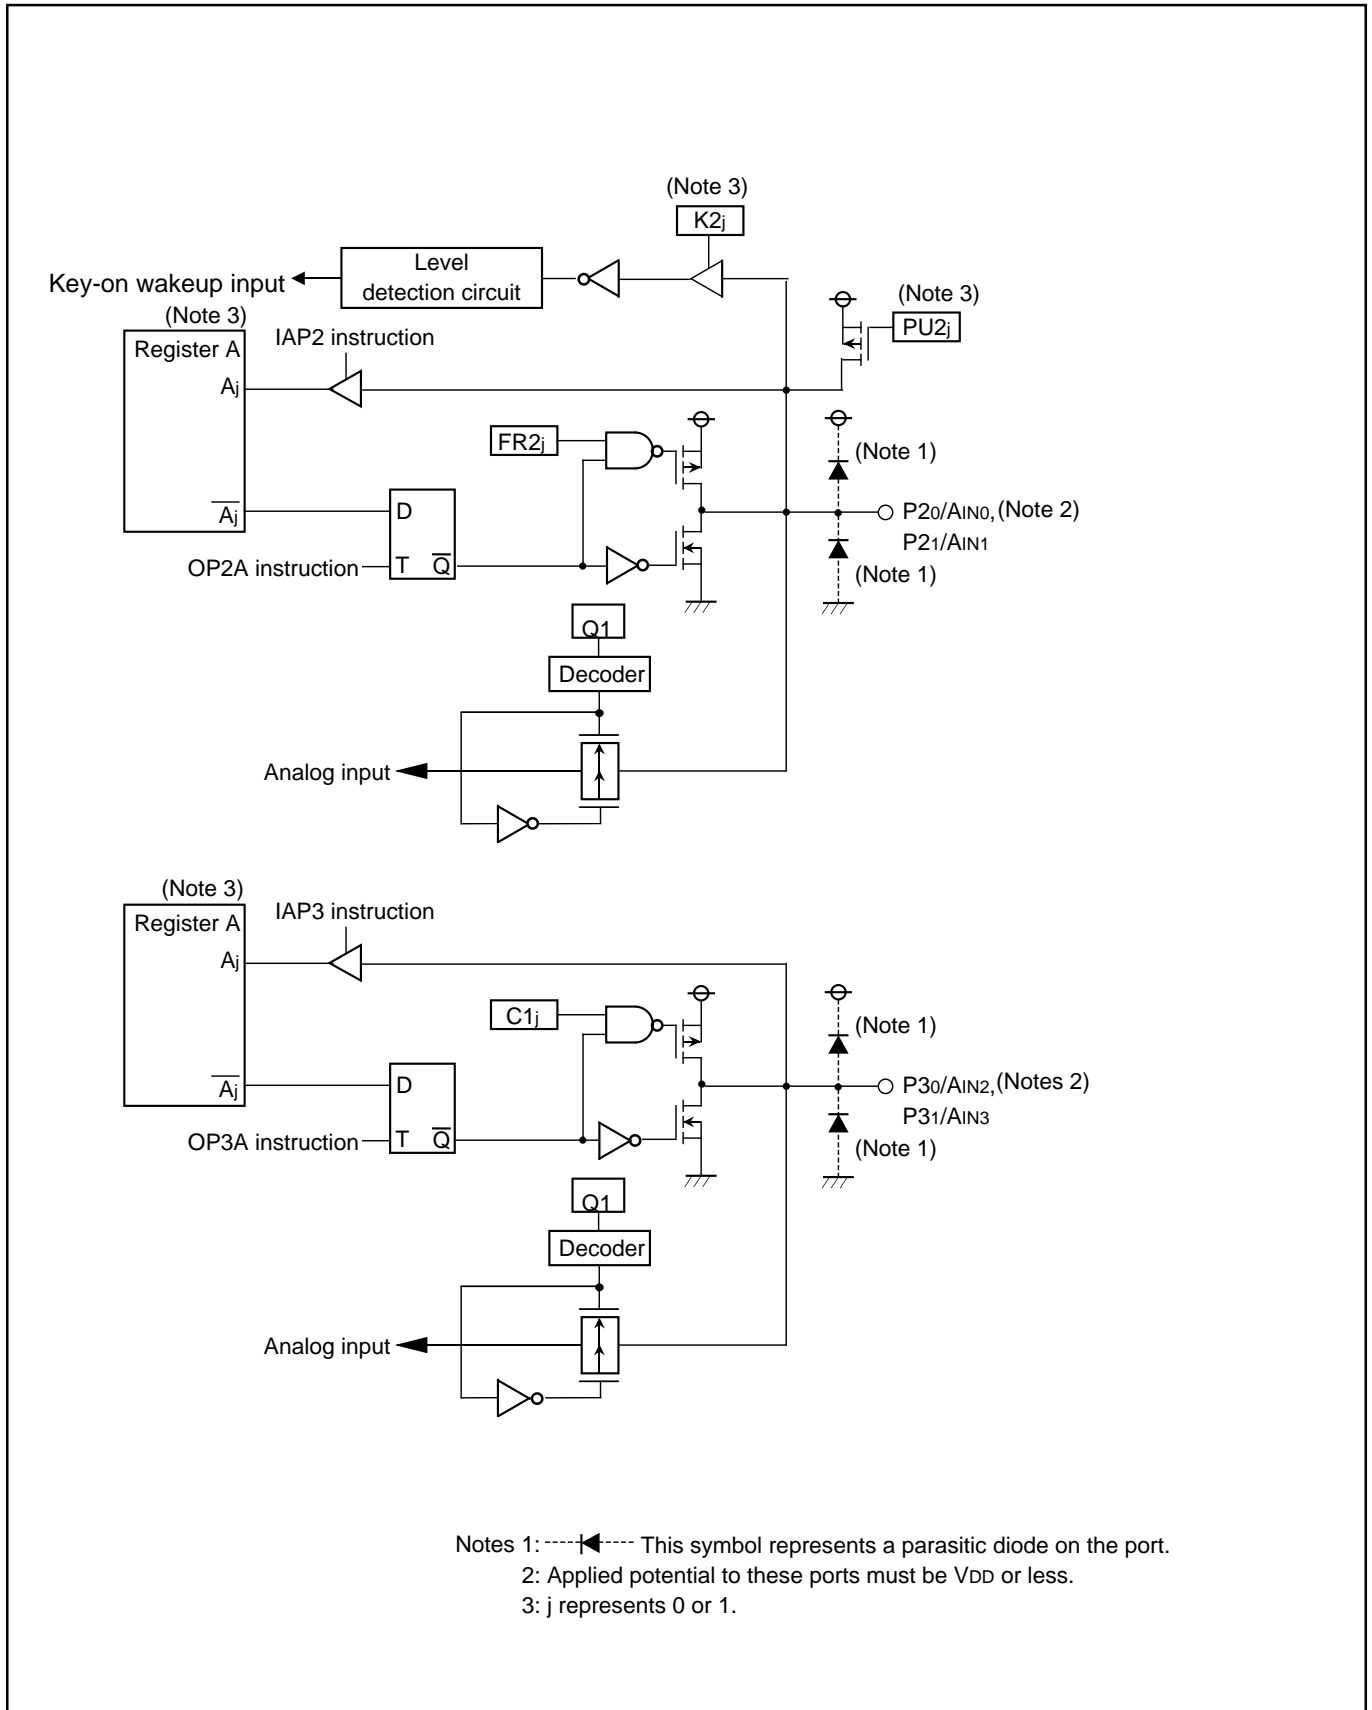 (Note 3)
K2j
Level
detection circuit
Key-on wakeup input
(Note 3)
PU2j
(Note 3)
Register A
IAP2 instruction
Aj
FR2j
(Note 1)
A̅j̅
D
P20/AIN0, (Note 2)
P21/AIN1
OP2A instruction
T Q̅
(Note 1)
Q1
Decoder
Analog input
(Note 3)
Register A
IAP3 instruction
Aj
C1j
(Note 1)
A̅j̅
D
P30/AIN2, (Notes 2)
P31/AIN3
OP3A instruction
T Q̅
(Note 1)
Q1
Decoder
Analog input
Notes 1: This symbol represents a parasitic diode on the port.
2: Applied potential to these ports must be VDD or less.
3: j represents 0 or 1.